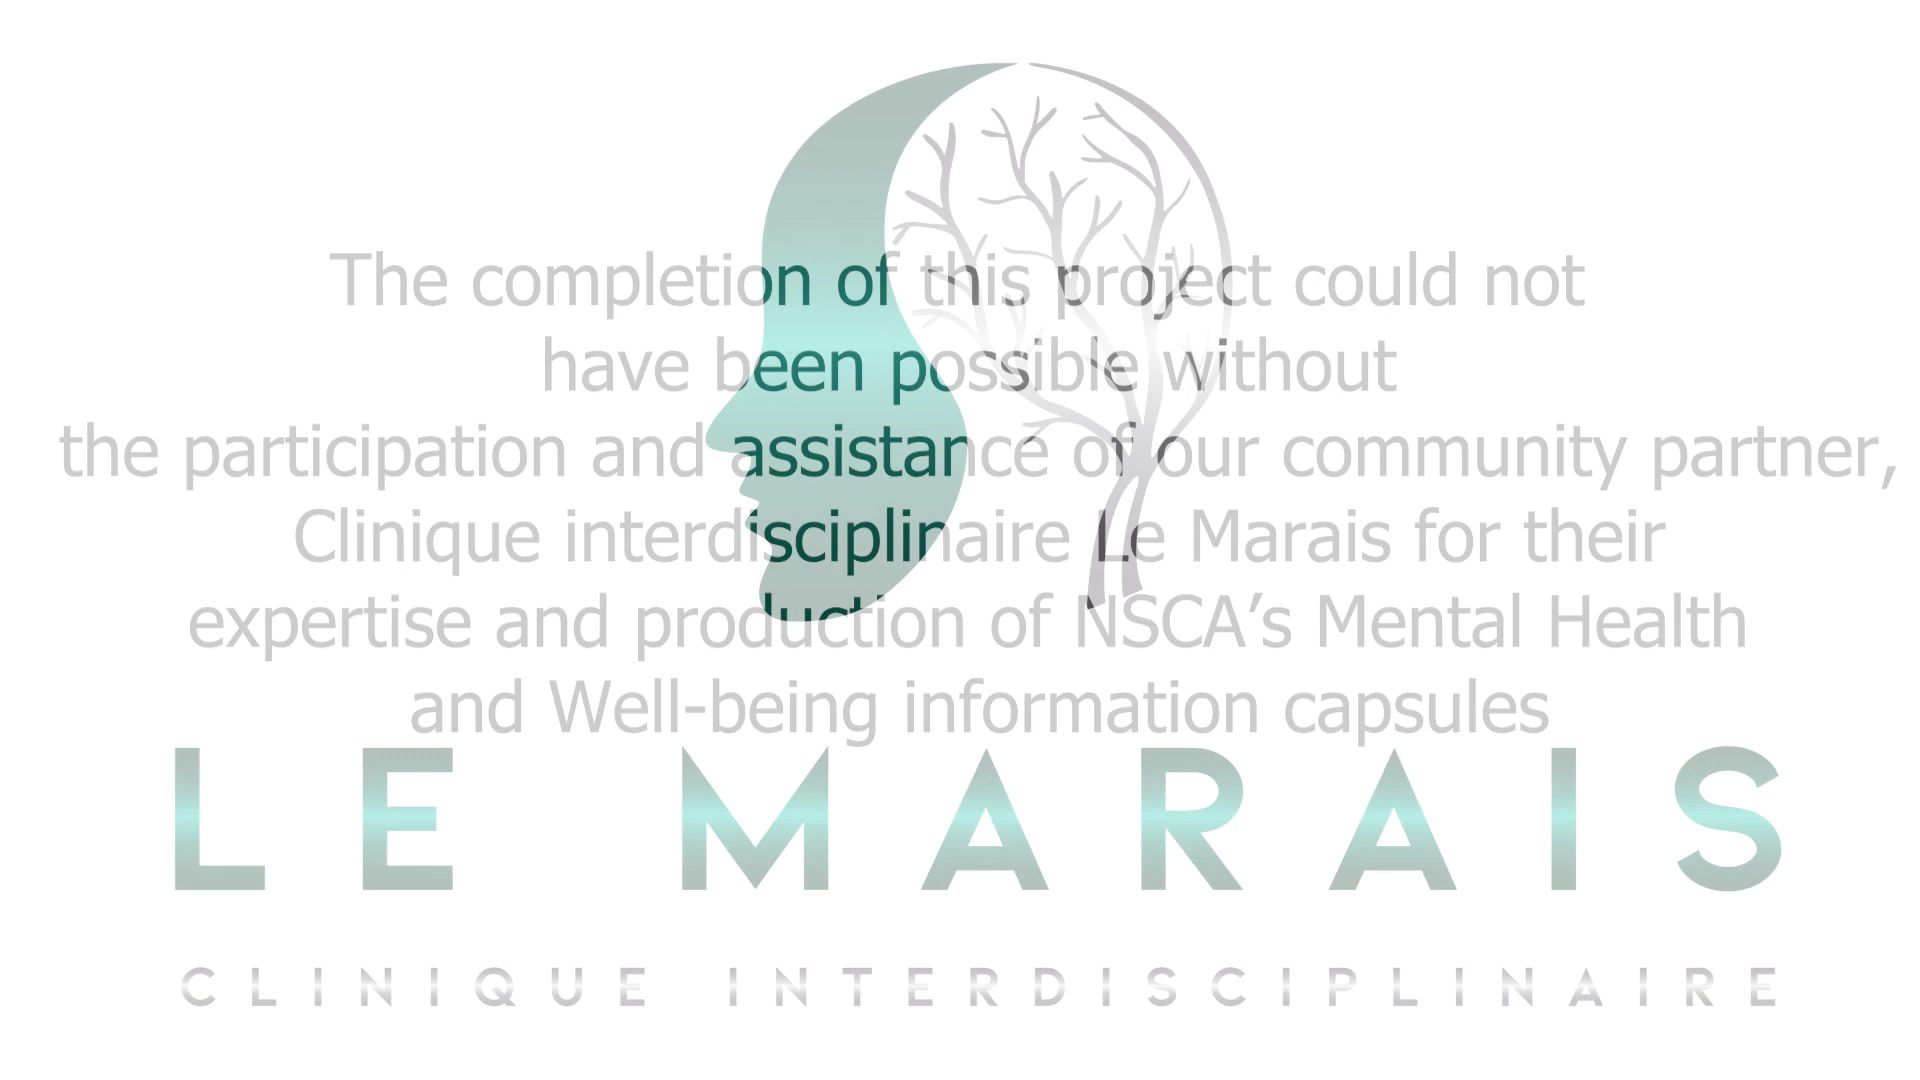 The completion of this project could not
have been possible without
the participation and assistance of our community partner,
Clinique interdisciplinaire Le Marais for their
expertise and production of NSCA’s Mental Health
and Well-being information capsules
LE MARAIS
CLINIQUE INTERDISCIPLINAIRE